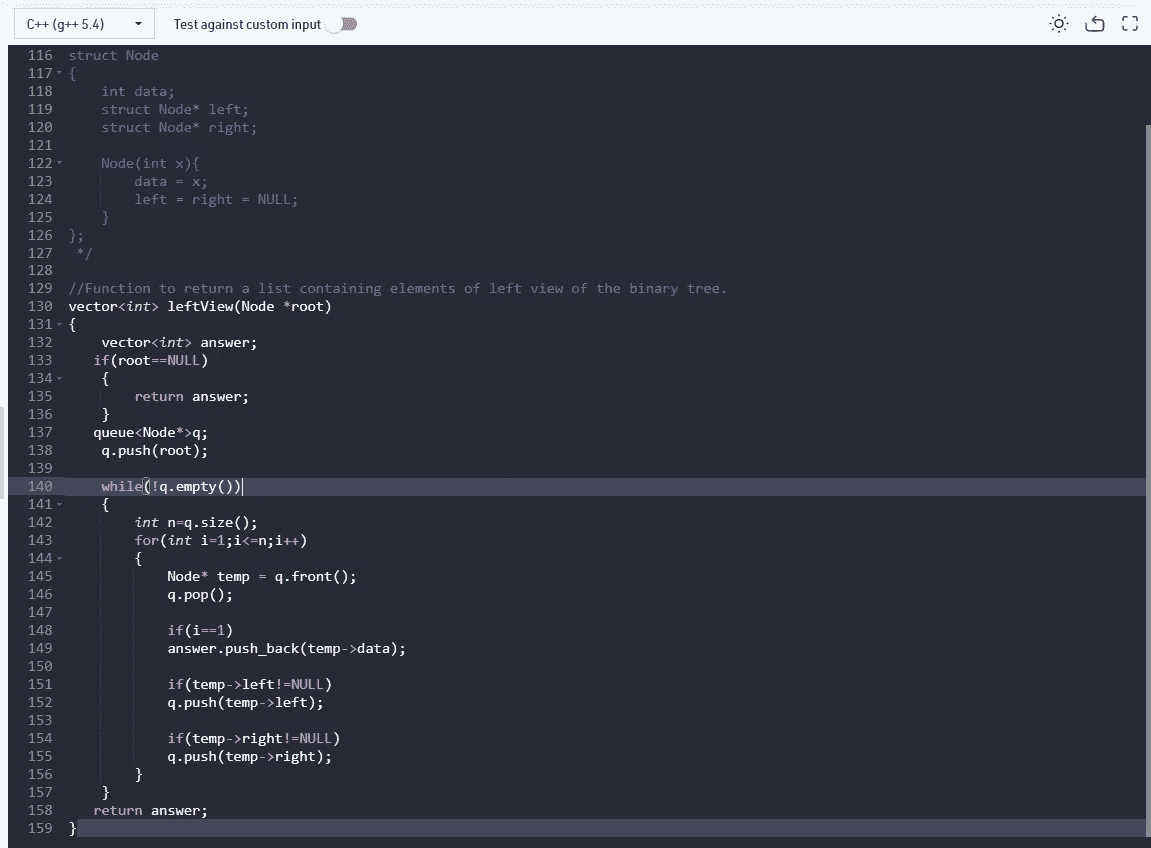 C++ (g++ 5.4) Test against custom input
116 struct Node
117 {
118     int data;
119     struct Node* left;
120     struct Node* right;
121
122     Node(int x){
123         data = x;
124         left = right = NULL;
125     }
126 };
127  */
128
129 //Function to return a list containing elements of left view of the binary tree.
130 vector<int> leftView(Node *root)
131 {
132     vector<int> answer;
133    if(root==NULL)
134     {
135         return answer;
136     }
137    queue<Node*>q;
138     q.push(root);
139
140     while(!q.empty())
141     {
142         int n=q.size();
143         for(int i=1;i<=n;i++)
144         {
145             Node* temp = q.front();
146             q.pop();
147
148             if(i==1)
149             answer.push_back(temp->data);
150
151             if(temp->left!=NULL)
152             q.push(temp->left);
153
154             if(temp->right!=NULL)
155             q.push(temp->right);
156         }
157     }
158    return answer;
159 }